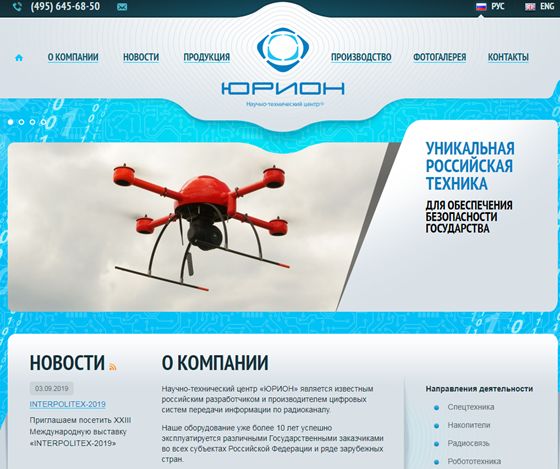 (495) 645-68-50
РУС
ENG
О КОМПАНИИ
НОВОСТИ
ПРОДУКЦИЯ
ПРОИЗВОДСТВО
ФОТОГАЛЕРЕЯ
КОНТАКТЫ
ЮРИОН
Научно-технический центр®
УНИКАЛЬНАЯ
РОССИЙСКАЯ
ТЕХНИКА
ДЛЯ ОБЕСПЕЧЕНИЯ
БЕЗОПАСНОСТИ
ГОСУДАРСТВА
НОВОСТИ
03.09.2019
INTERPOLITEX-2019
Приглашаем посетить XXIII
Международную выставку
«INTERPOLITEX-2019»
О КОМПАНИИ
Научно-технический центр «ЮРИОН» является известным
российским разработчиком и производителем цифровых
систем передачи информации по радиоканалу.
Наше оборудование уже более 10 лет успешно
эксплуатируется различными Государственными заказчиками
во всех субъектах Российской Федерации и ряде зарубежных
стран.
Направления деятельности
Спецтехника
Накопители
Радиосвязь
Робототехника